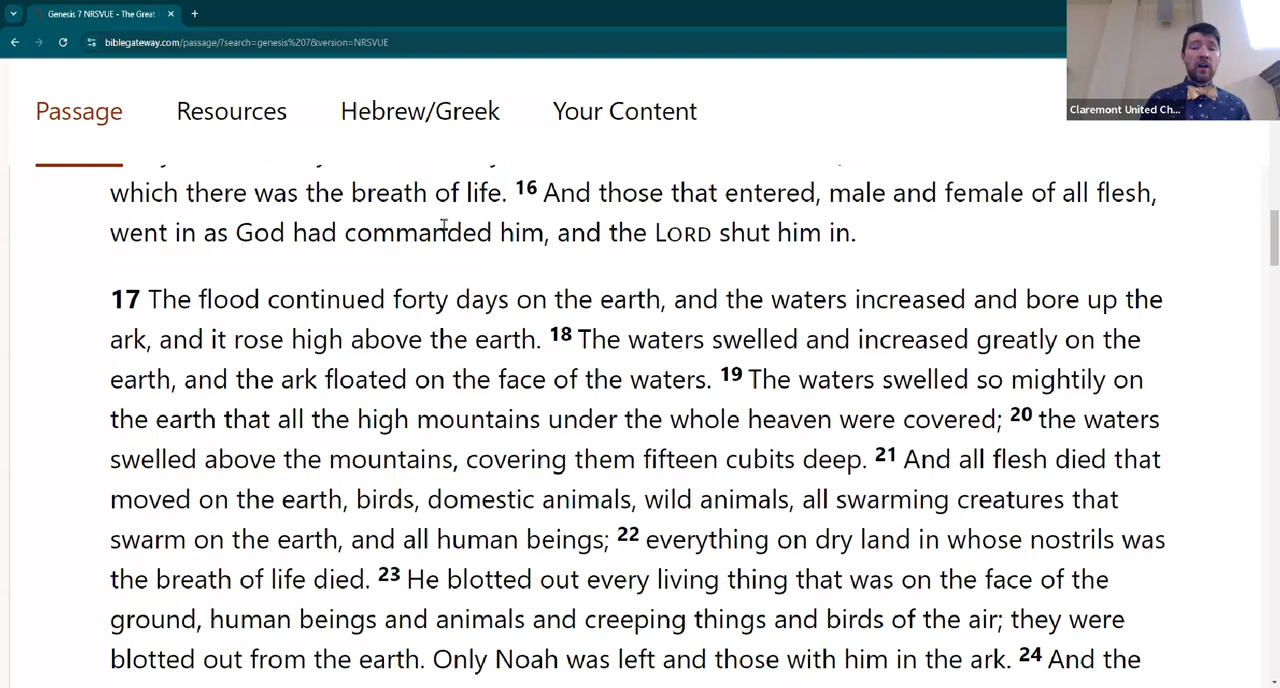 Genesis 7 NRSVUE - The Great
biblegateway.com/passage/?search=genesis%207&version=NRSVUE
Claremont United Ch...
Passage Resources Hebrew/Greek Your Content
which there was the breath of life. 16 And those that entered, male and female of all flesh,
went in as God had commanded him, and the LORD shut him in.
17 The flood continued forty days on the earth, and the waters increased and bore up the
ark, and it rose high above the earth. 18 The waters swelled and increased greatly on the
earth, and the ark floated on the face of the waters. 19 The waters swelled so mightily on
the earth that all the high mountains under the whole heaven were covered; 20 the waters
swelled above the mountains, covering them fifteen cubits deep. 21 And all flesh died that
moved on the earth, birds, domestic animals, wild animals, all swarming creatures that
swarm on the earth, and all human beings; 22 everything on dry land in whose nostrils was
the breath of life died. 23 He blotted out every living thing that was on the face of the
ground, human beings and animals and creeping things and birds of the air; they were
blotted out from the earth. Only Noah was left and those with him in the ark. 24 And the